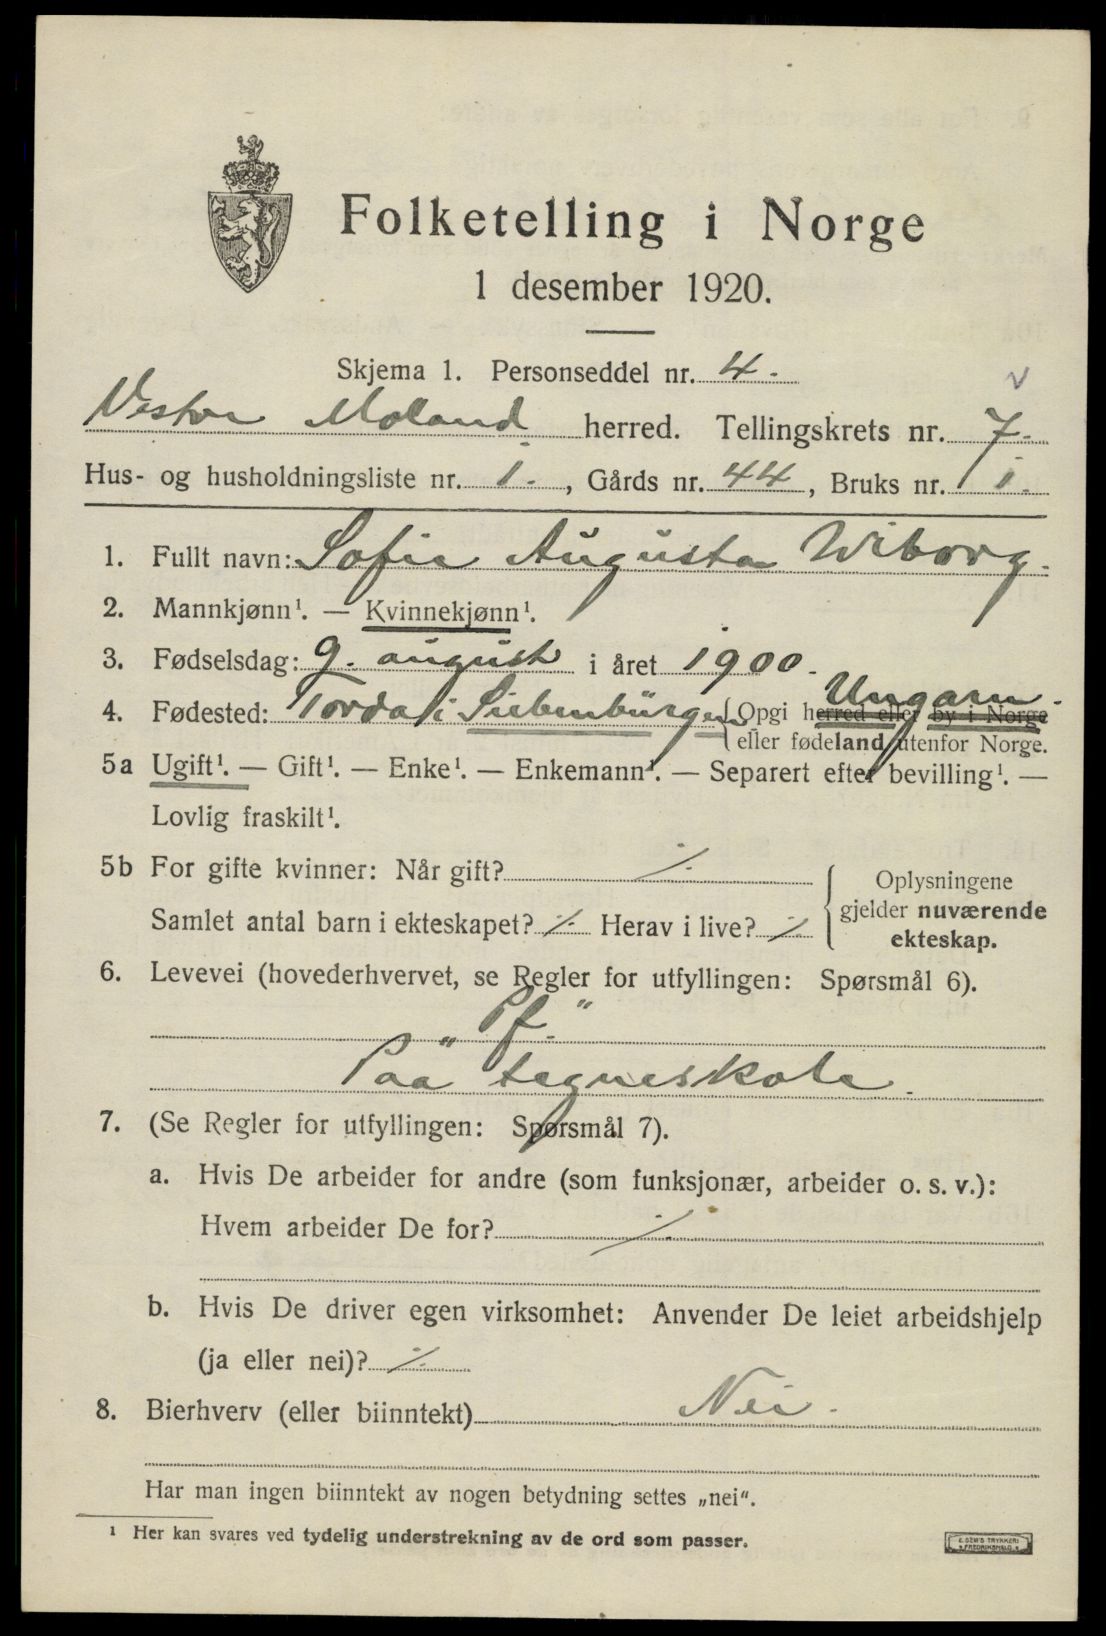 Folketelling i Norge
1 desember 1920.
Skjema 1. Personseddel nr. 4.
Vestre Moland herred. Tellingskrets nr. 7.
Hus- og husholdningsliste nr. 1., Gårds nr. 44, Bruks nr. 1.
1. Fullt navn: Sofie Augusta Wiborg.
2. Mannkjønn¹. — Kvinnekjønn¹.
3. Fødselsdag: 9. august i året 1900.
Ungarn.
4. Fødested: Torda i Siebenbürgen {Opgi herred eller by i Norge
eller fødeland utenfor Norge.
5a Ugift¹. — Gift¹. — Enke¹. — Enkemann¹. — Separert efter bevilling¹. —
Lovlig fraskilt¹.
5b For gifte kvinner: Når gift? ./.
Samlet antal barn i ekteskapet? ./. Herav i live? ./.
{Oplysningene
gjelder nuværende
ekteskap.
6. Levevei (hovederhvervet, se Regler for utfyllingen: Spørsmål 6).
"Pf."
Paa tegneskole.
7. (Se Regler for utfyllingen: Spørsmål 7).
a. Hvis De arbeider for andre (som funksjonær, arbeider o. s. v.):
Hvem arbeider De for? ./.
b. Hvis De driver egen virksomhet: Anvender De leiet arbeidshjelp
(ja eller nei)? ./.
8. Bierhverv (eller biinntekt) Nei.
Har man ingen biinntekt av nogen betydning settes „nei“.
¹ Her kan svares ved tydelig understrekning av de ord som passer.
E. SEM'S TRYKKERI
FREDRIKSHALD